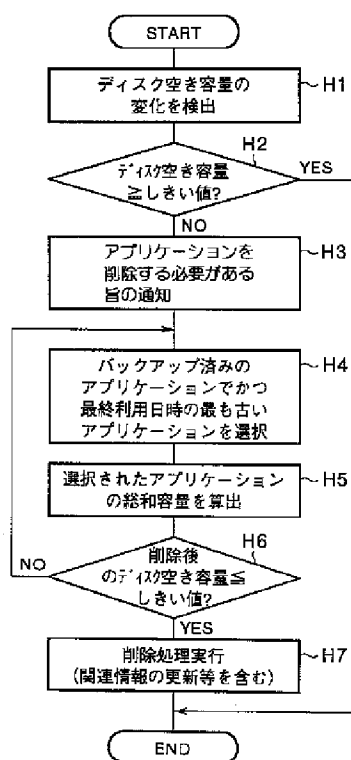 START
ディスク空き容量の
変化を検出
H1
ディスク空き容量
≧しきい値?
H2
YES
NO
アプリケーションを
削除する必要がある
旨の通知
H3
バックアップ済みの
アプリケーションでかつ
最終利用日時の最も古い
アプリケーションを選択
H4
選択されたアプリケーション
の総和容量を算出
H5
削除後
のディスク空き容量≦
しきい値?
H6
NO
YES
削除処理実行
(関連情報の更新等を含む)
H7
END